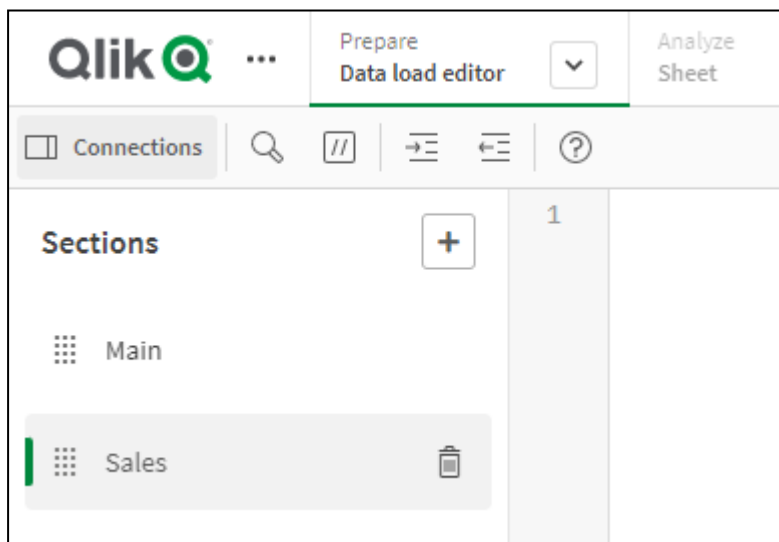 Qlik
Prepare
Data load editor
Analyze
Sheet
Connections
//
Sections
+
1
Main
Sales